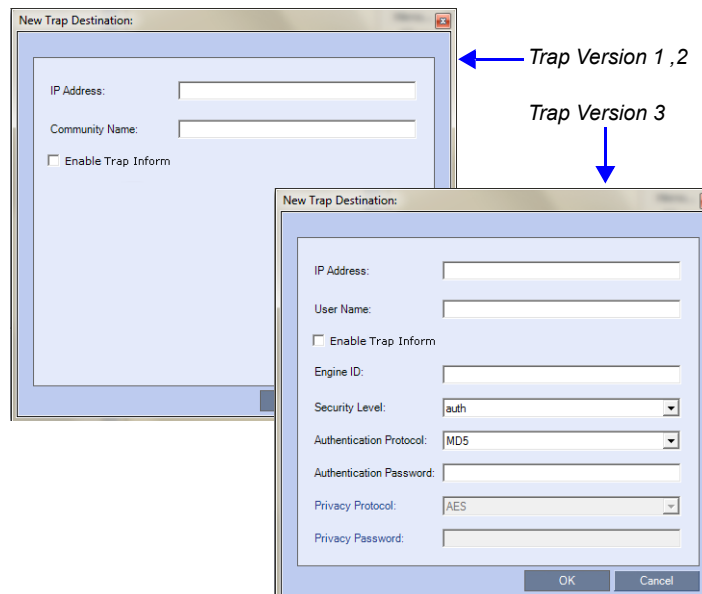 New Trap Destination:
Trap Version 1 ,2
IP Address:
Community Name:
Enable Trap Inform
Trap Version 3
New Trap Destination:
IP Address:
User Name:
Enable Trap Inform
Engine ID:
Security Level: auth
Authentication Protocol: MD5
Authentication Password:
Privacy Protocol: AES
Privacy Password:
OK Cancel